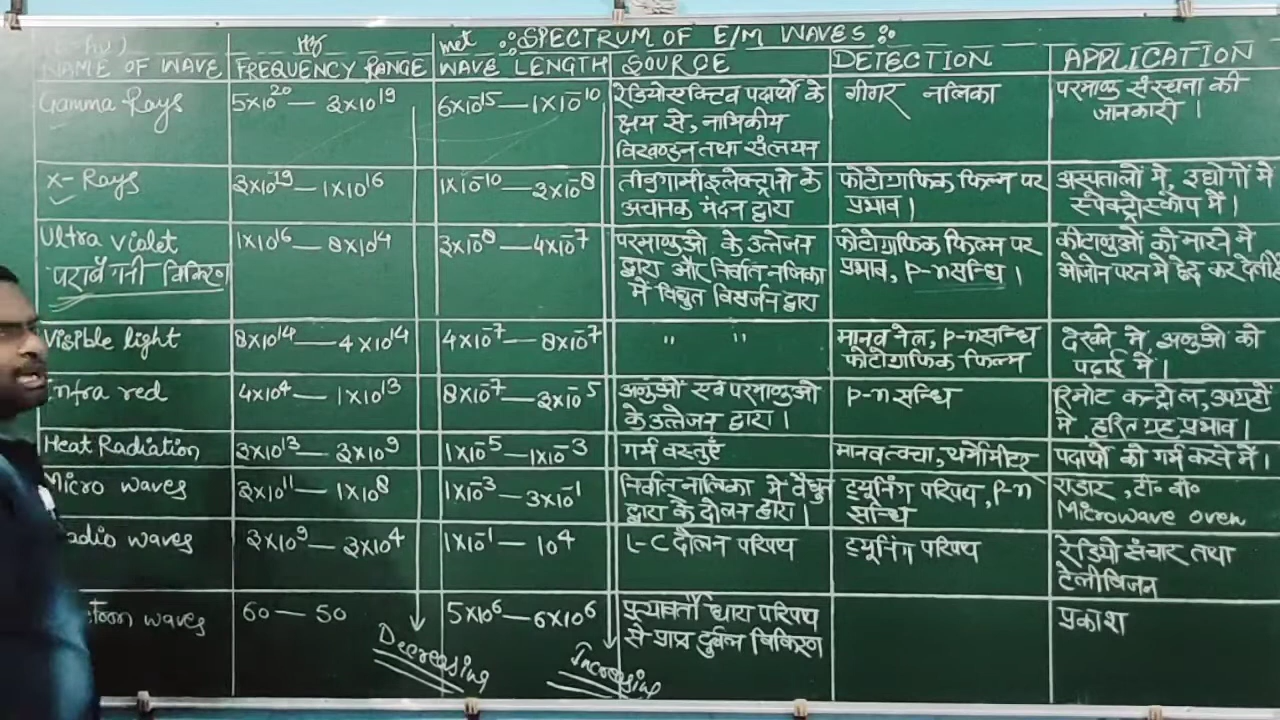 Hz met SPECTRUM OF E/M WAVES
NAME OF WAVE FREQUENCY RANGE WAVE LENGTH SOURCE DETECTION APPLICATION
Gamma Rays 5×10²⁰ — 3×10¹⁹ 6×10⁻¹⁵ — 1×10⁻¹⁰ रेडियोएक्टिव पदार्थो के गीगर नलिका परमाणु संरचना की
क्षय से, नाभिकीय जानकारी ।
विखण्डन तथा संलयन
X-Rays 3×10¹⁹ — 1×10¹⁶ 1×10⁻¹⁰ — 3×10⁻⁸ तीव्रगामी इलेक्ट्रानो के फोटोग्राफिक फिल्म पर अस्पतालों में, उद्योगों में
अचानक मंदन द्वारा प्रभाव । स्पेक्ट्रोस्कोप में ।
Ultra violet 1×10¹⁶ — 8×10¹⁴ 3×10⁻⁸ — 4×10⁻⁷ परमाणुओ के उत्तेजन फोटोग्राफिक फिल्म पर कीटाणुओं को मारने में
पराबैगनी विकिरण द्वारा और निर्वात नलिका प्रभाव, p-n सन्धि । ओजोन परत मे छेद कर देती है
में विद्युत विसर्जन द्वारा
Visible light 8×10¹⁴ — 4×10¹⁴ 4×10⁻⁷ — 8×10⁻⁷ " " मानव नेत्र, p-n सन्धि देखने मे, अणुओ की
फोटोग्राफिक फिल्म पढ़ाई में ।
Infra red 4×10⁴ — 1×10¹³ 8×10⁻⁷ — 3×10⁻⁵ अणुओं एवं परमाणुओ p-n सन्धि रिमोट कन्ट्रोल, उपग्रहों
के उत्तेजन द्वारा । मे हरित गृह प्रभाव ।
Heat Radiation 3×10¹³ — 3×10⁹ 1×10⁻⁵ — 1×10⁻³ गर्म वस्तुएँ मानव त्वचा, थर्मामीटर पदार्थो को गर्म करने में ।
Micro waves 3×10¹¹ — 1×10⁸ 1×10⁻³ — 3×10⁻¹ निर्वात नालिका मे वैधुत ट्यूनिंग परिपथ, P-n राडार, टी० वी०
द्वारा के दोलन द्वारा । सन्धि Microwave oven
adio waves 3×10⁹ — 3×10⁴ 1×10⁻¹ — 10⁴ L-C दोलन परिपथ ट्यूनिंग परिपथ रेडियो संचार तथा
टेलीविजन
waves 60 — 50 5×10⁶ — 6×10⁶ प्रत्यावर्ती धारा परिपथ प्रकाश
से प्राप्त दुर्बल विकिरण
Decreasing Increasing